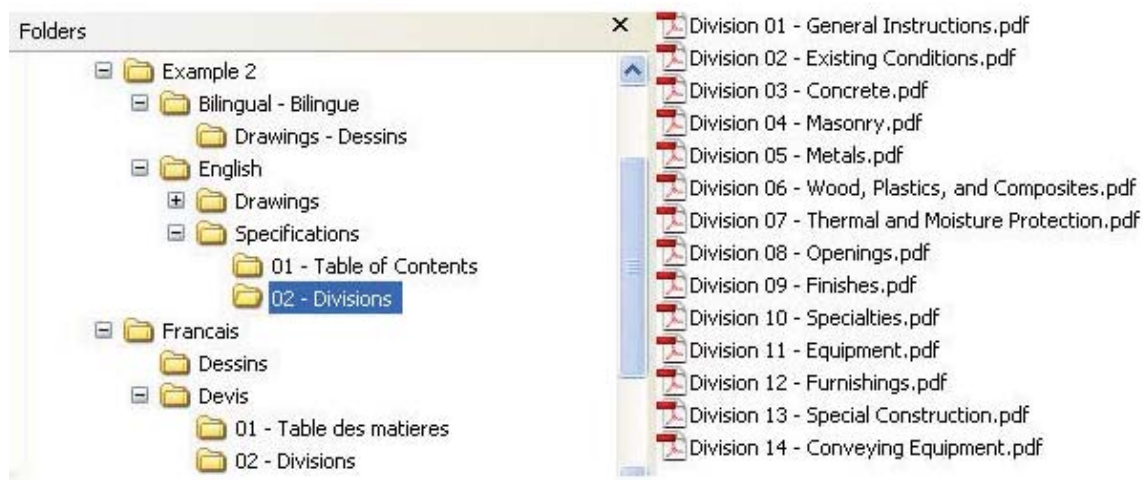 Folders
Example 2
Bilingual - Bilingue
Drawings - Dessins
English
Drawings
Specifications
01 - Table of Contents
02 - Divisions
Francais
Dessins
Devis
01 - Table des matieres
02 - Divisions
Division 01 - General Instructions.pdf
Division 02 - Existing Conditions.pdf
Division 03 - Concrete.pdf
Division 04 - Masonry.pdf
Division 05 - Metals.pdf
Division 06 - Wood, Plastics, and Composites.pdf
Division 07 - Thermal and Moisture Protection.pdf
Division 08 - Openings.pdf
Division 09 - Finishes.pdf
Division 10 - Specialties.pdf
Division 11 - Equipment.pdf
Division 12 - Furnishings.pdf
Division 13 - Special Construction.pdf
Division 14 - Conveying Equipment.pdf